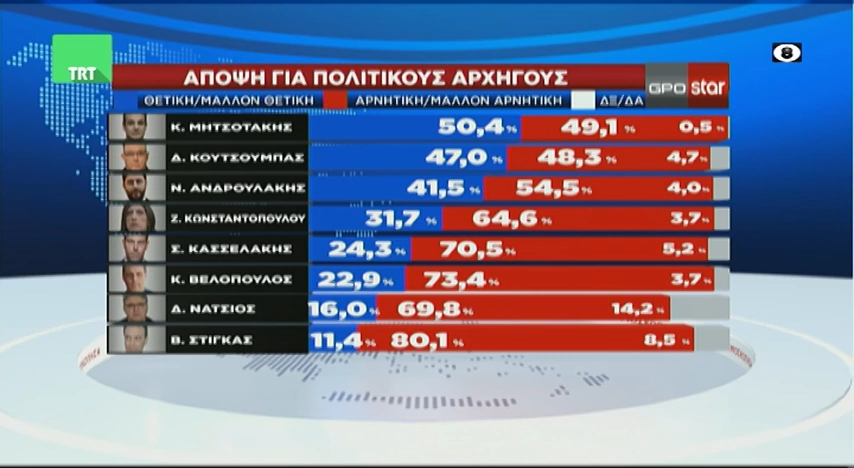 TRT
8
ΑΠΟΨΗ ΓΙΑ ΠΟΛΙΤΙΚΟΥΣ ΑΡΧΗΓΟΥΣ
GPO star
ΘΕΤΙΚΗ/ΜΑΛΛΟΝ ΘΕΤΙΚΗ ΑΡΝΗΤΙΚΗ/ΜΑΛΛΟΝ ΑΡΝΗΤΙΚΗ ΔΞ/ΔΑ
Κ. ΜΗΤΣΟΤΑΚΗΣ 50,4% 49,1% 0,5%
Δ. ΚΟΥΤΣΟΥΜΠΑΣ 47,0% 48,3% 4,7%
Ν. ΑΝΔΡΟΥΛΑΚΗΣ 41,5% 54,5% 4,0%
Ζ. ΚΩΝΣΤΑΝΤΟΠΟΥΛΟΥ 31,7% 64,6% 3,7%
Σ. ΚΑΣΣΕΛΑΚΗΣ 24,3% 70,5% 5,2%
Κ. ΒΕΛΟΠΟΥΛΟΣ 22,9% 73,4% 3,7%
Δ. ΝΑΤΣΙΟΣ 16,0% 69,8% 14,2%
Β. ΣΤΙΓΚΑΣ 11,4% 80,1% 8,5%